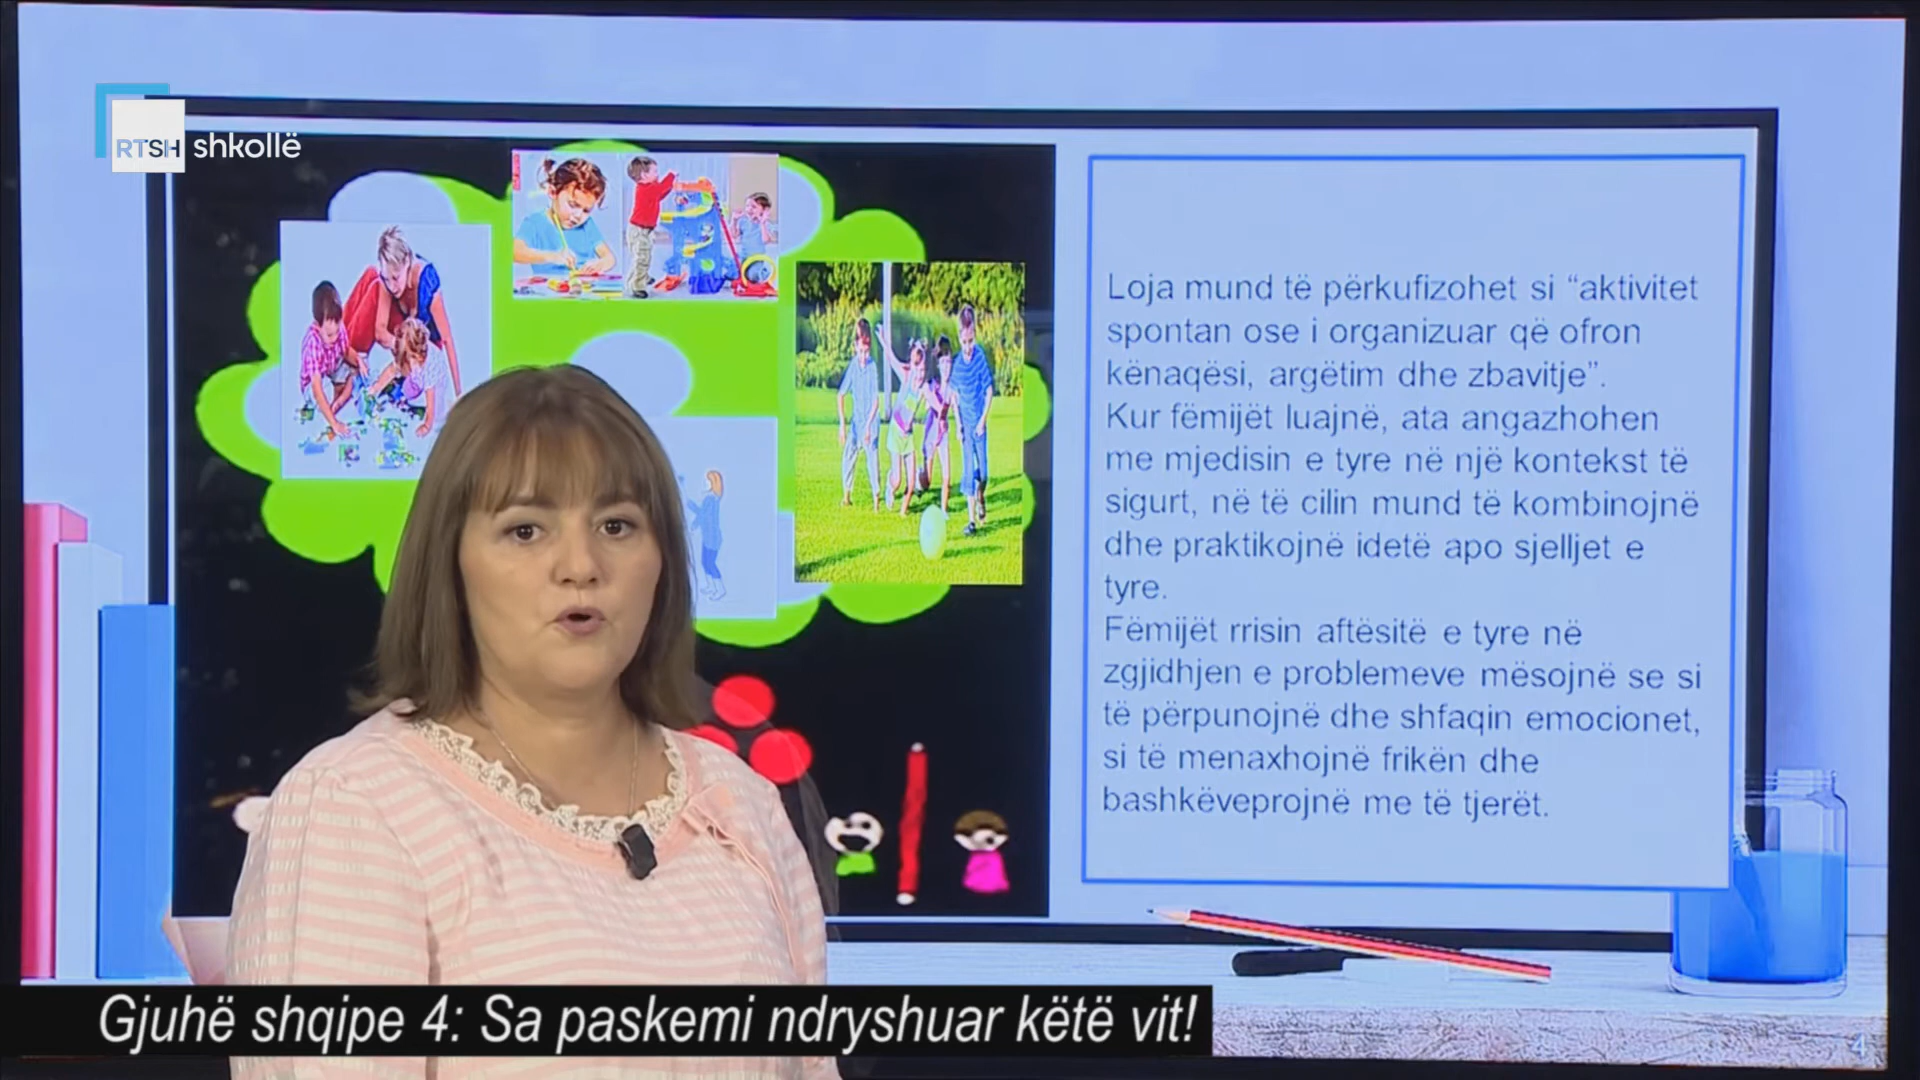 RTSH shkollë
Loja mund të përkufizohet si “aktivitet
spontan ose i organizuar që ofron
kënaqësi, argëtim dhe zbavitje”.
Kur fëmijët luajnë, ata angazhohen
me mjedisin e tyre në një kontekst të
sigurt, në të cilin mund të kombinojnë
dhe praktikojnë idetë apo sjelljet e
tyre.
Fëmijët rrisin aftësitë e tyre në
zgjidhjen e problemeve mësojnë se si
të përpunojnë dhe shfaqin emocionet,
si të menaxhojnë frikën dhe
bashkëveprojnë me të tjerët.
Gjuhë shqipe 4: Sa paskemi ndryshuar këtë vit!
4